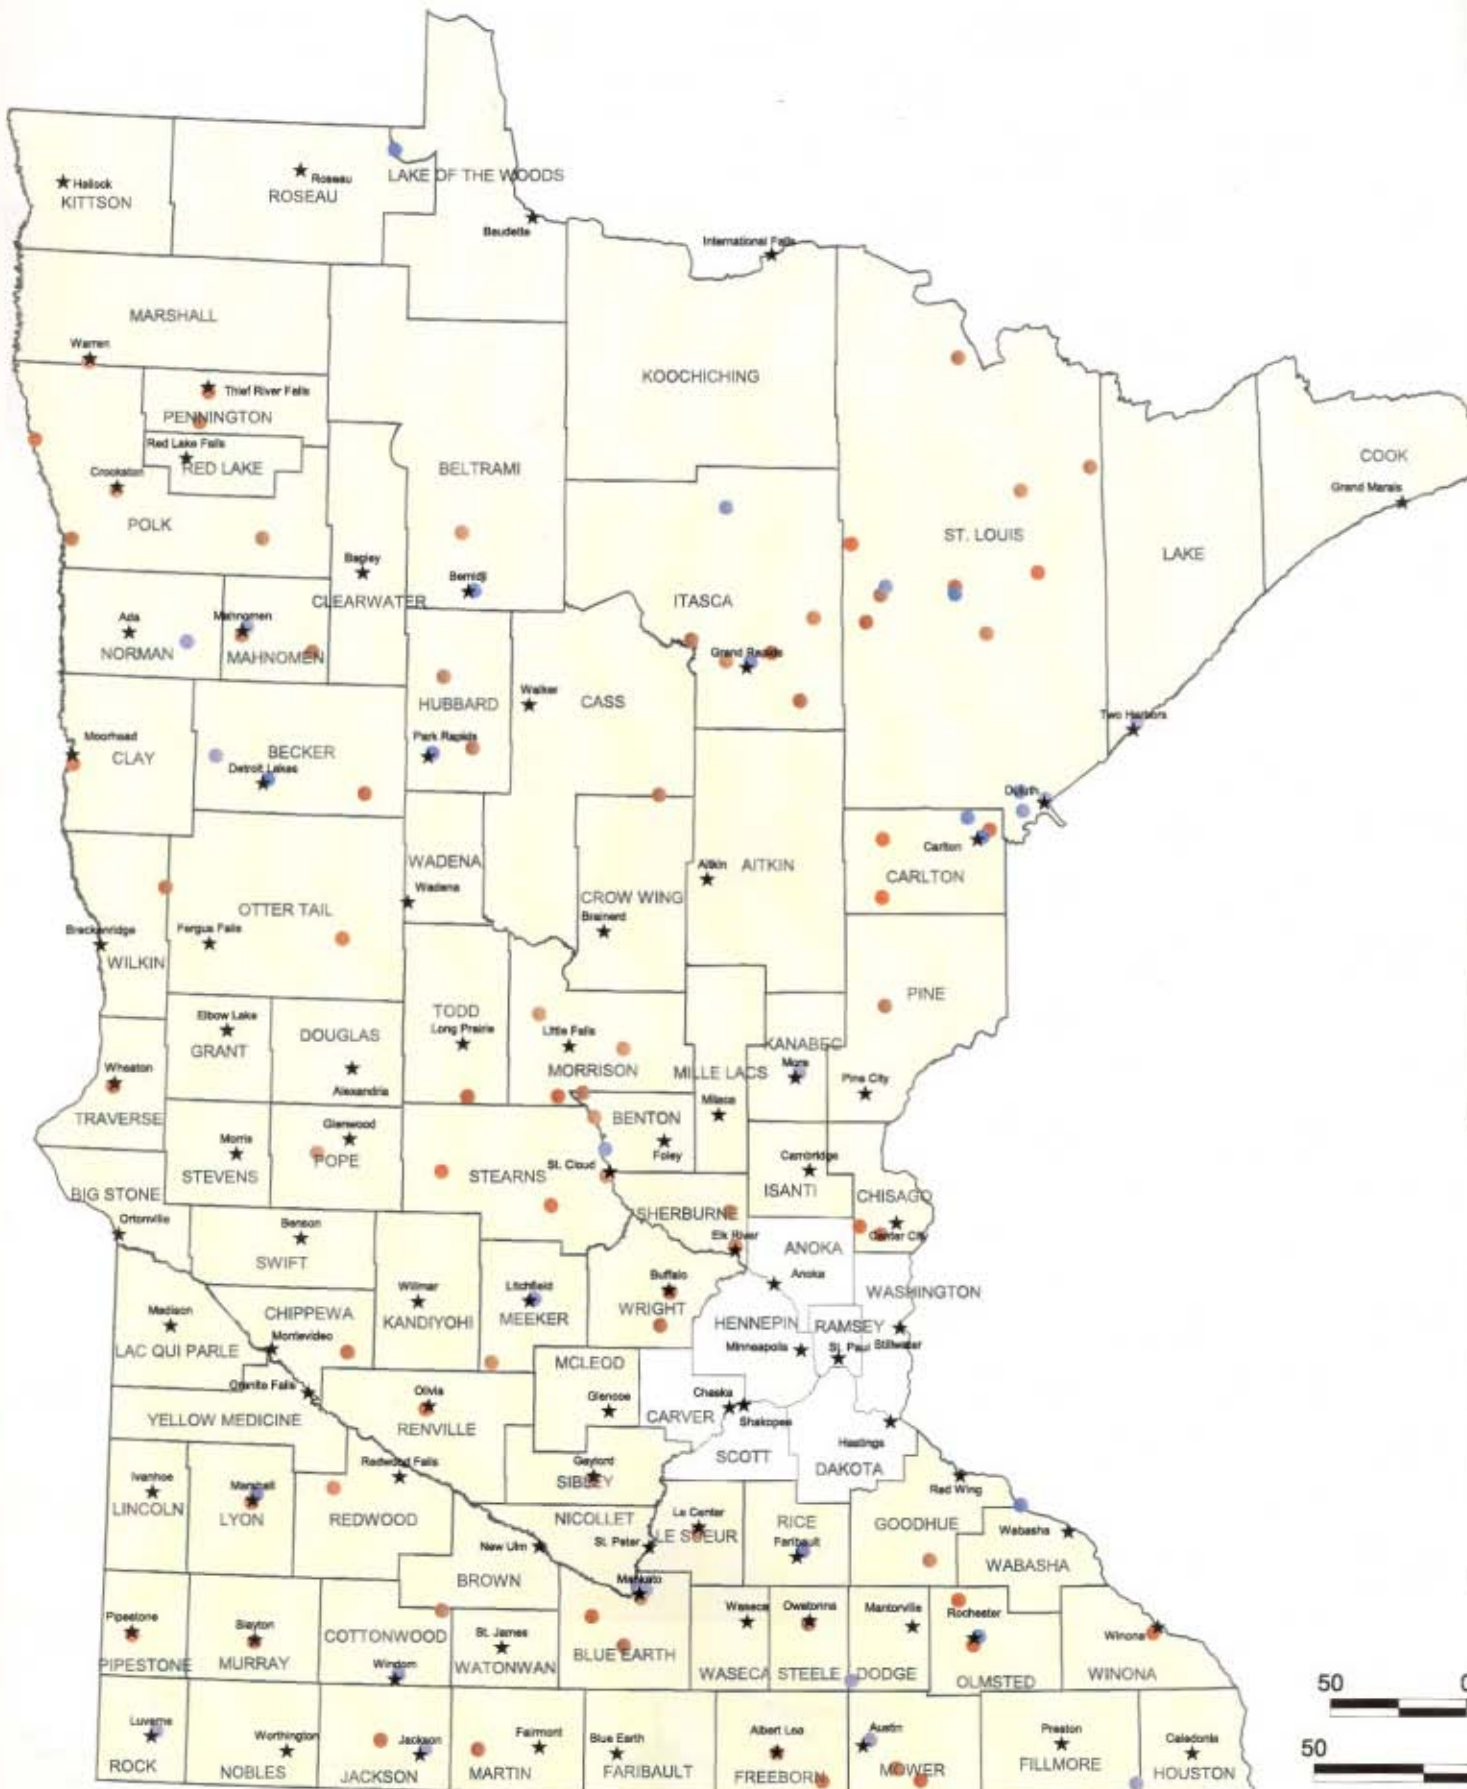 Hallock
KITTSON
Roseau
ROSEAU
LAKE OF THE WOODS
Baudette
International Falls
MARSHALL
Warren
KOOCHICHING
Thief River Falls
PENNINGTON
Red Lake Falls
RED LAKE
Crookston
BELTRAMI
COOK
Grand Marais
POLK
ST. LOUIS
LAKE
Bagley
Bemidji
CLEARWATER
ITASCA
Ada
NORMAN
Mahnomen
MAHNOMEN
Grand Rapids
HUBBARD
Walker
CASS
Two Harbors
Moorhead
CLAY
BECKER
Detroit Lakes
Park Rapids
Duluth
Carlton
CARLTON
WADENA
Wadena
CROW WING
Brainerd
Aitkin
AITKIN
OTTER TAIL
Fergus Falls
Breckenridge
WILKIN
PINE
TODD
Long Prairie
Elbow Lake
GRANT
DOUGLAS
Alexandria
Little Falls
MORRISON
MILLE LACS
KANABEC
Mora
Pine City
Wheaton
TRAVERSE
Milaca
BENTON
Foley
Glenwood
POPE
Morris
STEVENS
STEARNS
St. Cloud
Cambridge
ISANTI
CHISAGO
Center City
BIG STONE
Ortonville
SHERBURNE
Elk River
ANOKA
Anoka
Benson
SWIFT
Willmar
KANDIYOHI
Litchfield
MEEKER
Buffalo
WRIGHT
WASHINGTON
Madison
LAC QUI PARLE
CHIPPEWA
Montevideo
HENNEPIN
Minneapolis
RAMSEY
St. Paul
Stillwater
MCLEOD
Glencoe
Granite Falls
YELLOW MEDICINE
Olivia
RENVILLE
CARVER
Chaska
Shakopee
SCOTT
Hastings
DAKOTA
Redwood Falls
Gaylord
SIBLEY
Ivanhoe
LINCOLN
Marshall
LYON
REDWOOD
NICOLLET
St. Peter
Le Center
LE SUEUR
RICE
Faribault
GOODHUE
Red Wing
Wabasha
WABASHA
New Ulm
BROWN
Mankato
Pipestone
PIPESTONE
Slayton
MURRAY
COTTONWOOD
Windom
St. James
WATONWAN
BLUE EARTH
Waseca
WASECA
Owatonna
STEELE
Mantorville
DODGE
Rochester
OLMSTED
Winona
WINONA
50 0
Luverne
ROCK
Worthington
NOBLES
Jackson
JACKSON
Fairmont
MARTIN
Blue Earth
FARIBAULT
Albert Lea
FREEBORN
Austin
MOWER
Preston
FILLMORE
Caledonia
HOUSTON
50